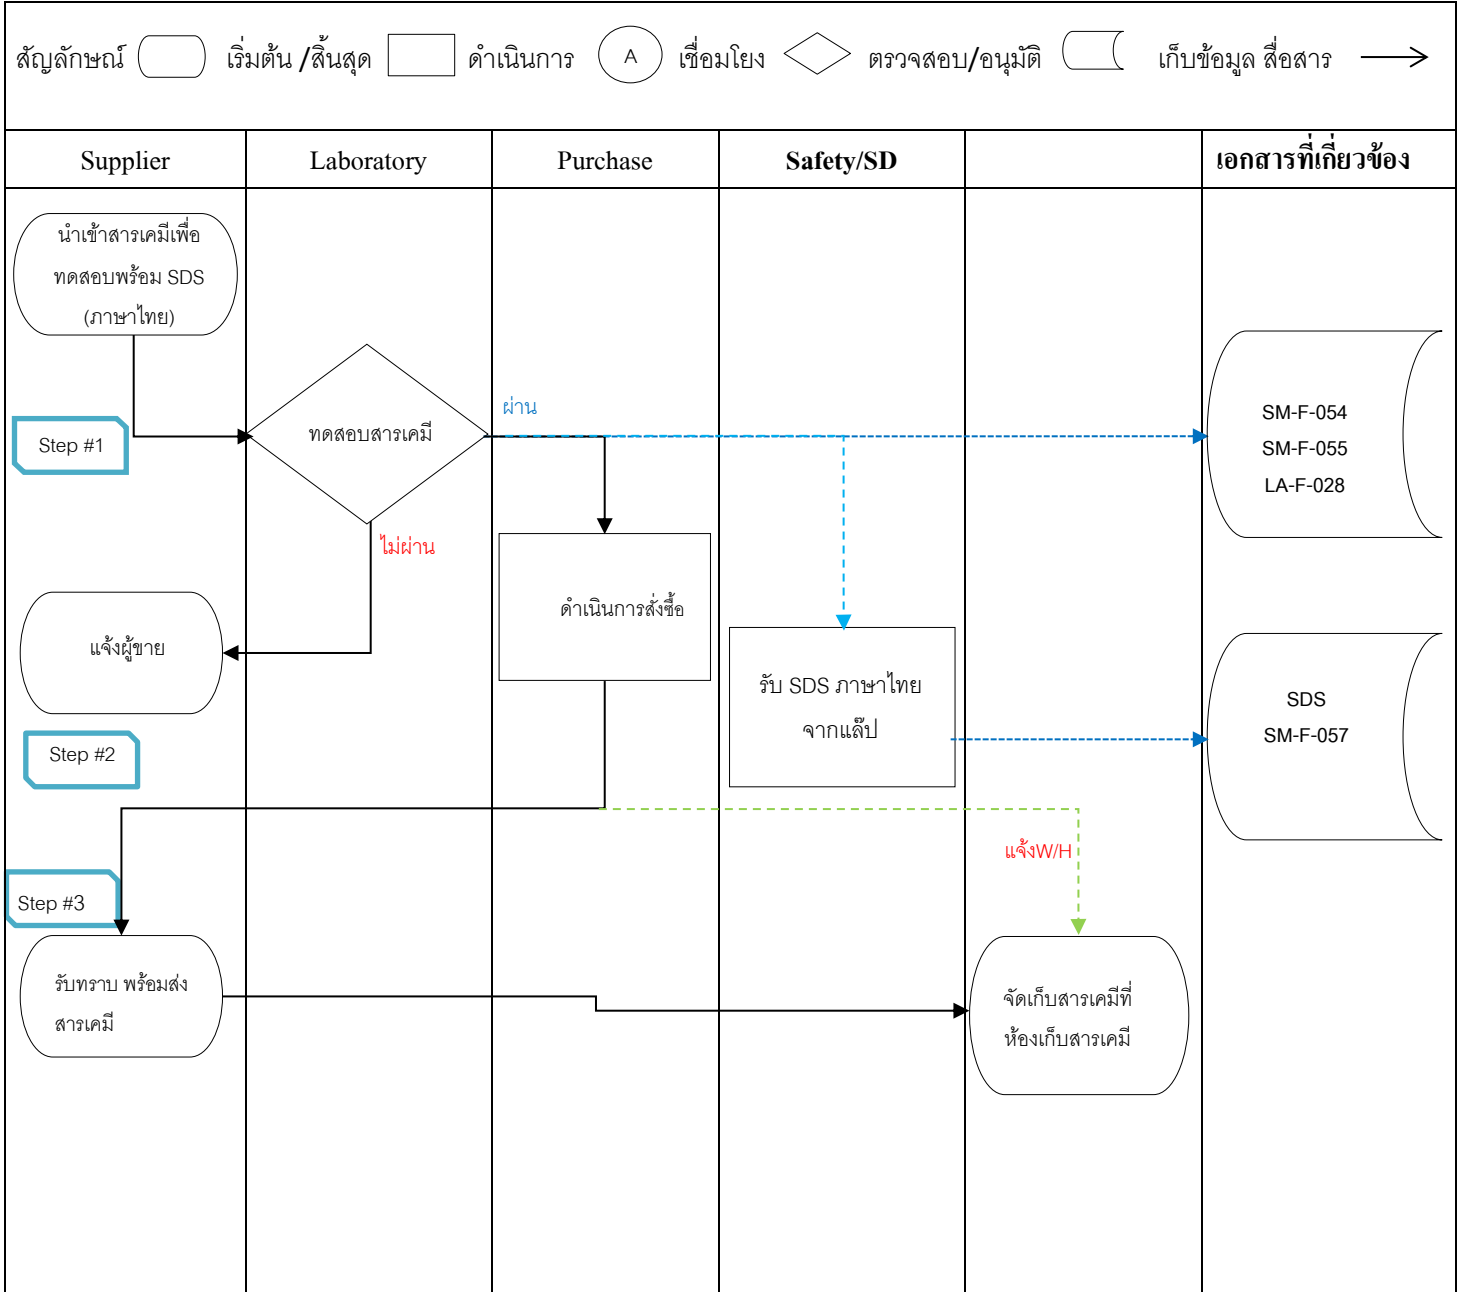 สัญลักษณ์ เริ่มต้น /สิ้นสุด ดำเนินการ A เชื่อมโยง ตรวจสอบ/อนุมัติ เก็บข้อมูล สื่อสาร
Supplier Laboratory Purchase Safety/SD เอกสารที่เกี่ยวข้อง
นำเข้าสารเคมีเพื่อ
ทดสอบพร้อม SDS
(ภาษาไทย)
Step #1
ทดสอบสารเคมี
ผ่าน
ไม่ผ่าน
SM-F-054
SM-F-055
LA-F-028
ดำเนินการสั่งซื้อ
แจ้งผู้ขาย
รับ SDS ภาษาไทย
จากแล๊ป
SDS
SM-F-057
Step #2
แจ้งW/H
Step #3
รับทราบ พร้อมส่ง
สารเคมี
จัดเก็บสารเคมีที่
ห้องเก็บสารเคมี